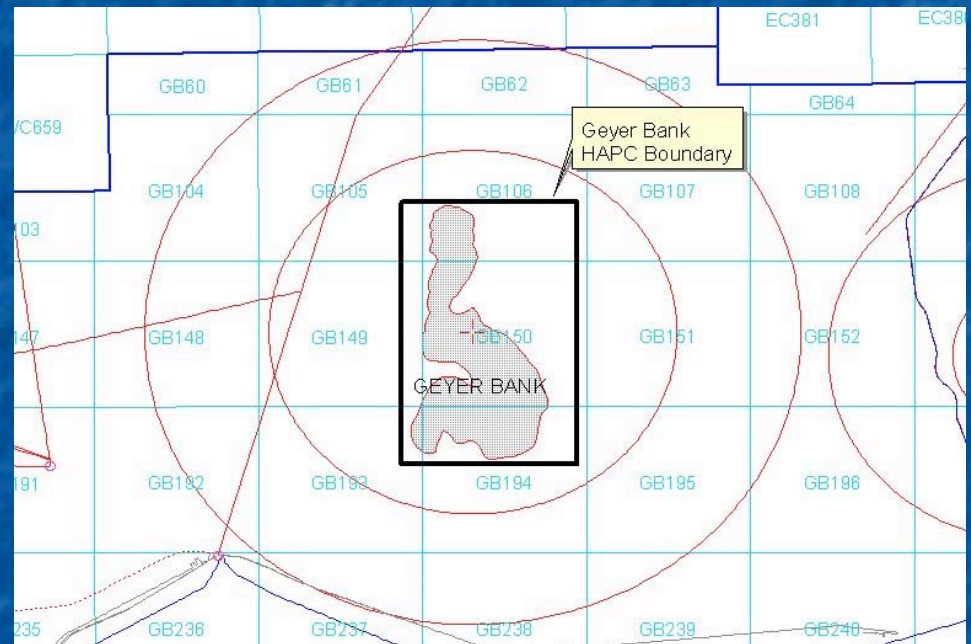 EC381
EC38
GB60
GB61
GB62
GB63
GB64
VC659
Geyer Bank
HAPC Boundary
GB104
GB105
GB106
GB107
GB108
103
147
GB148
GB149
GB150
GB151
GB152
GEYER BANK
191
GB192
GB193
GB194
GB195
GB196
235
GB236
GB237
GB238
GB239
GB240